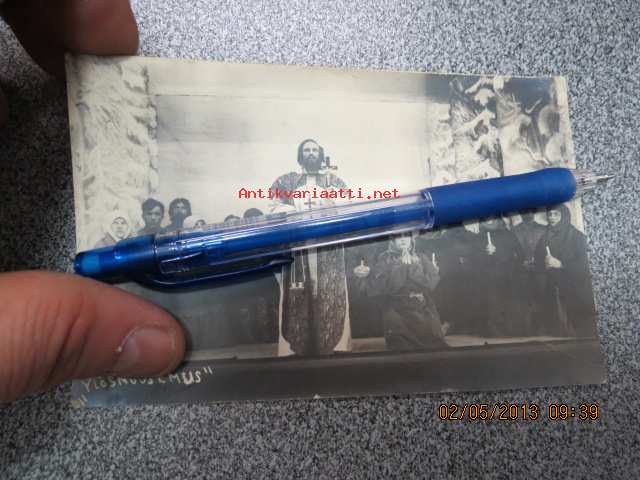 Antikvariaatti.net
"YLÖSNOUSEMUS"
02/05/2013 09:39